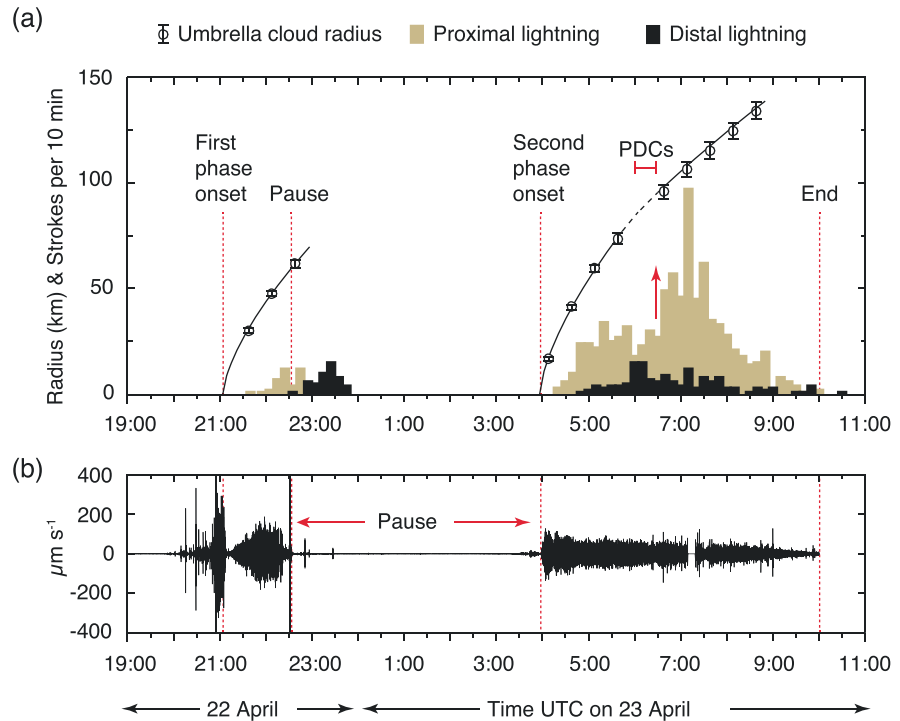 (a)
Umbrella cloud radius
Proximal lightning
Distal lightning
Radius (km) & Strokes per 10 min
150
100
50
0
First
phase
onset
Pause
Second
phase
onset
PDCs
End
19:00
21:00
23:00
1:00
3:00
5:00
7:00
9:00
11:00
(b)
µm s-1
400
200
0
-200
-400
Pause
19:00
21:00
23:00
1:00
3:00
5:00
7:00
9:00
11:00
22 April
Time UTC on 23 April